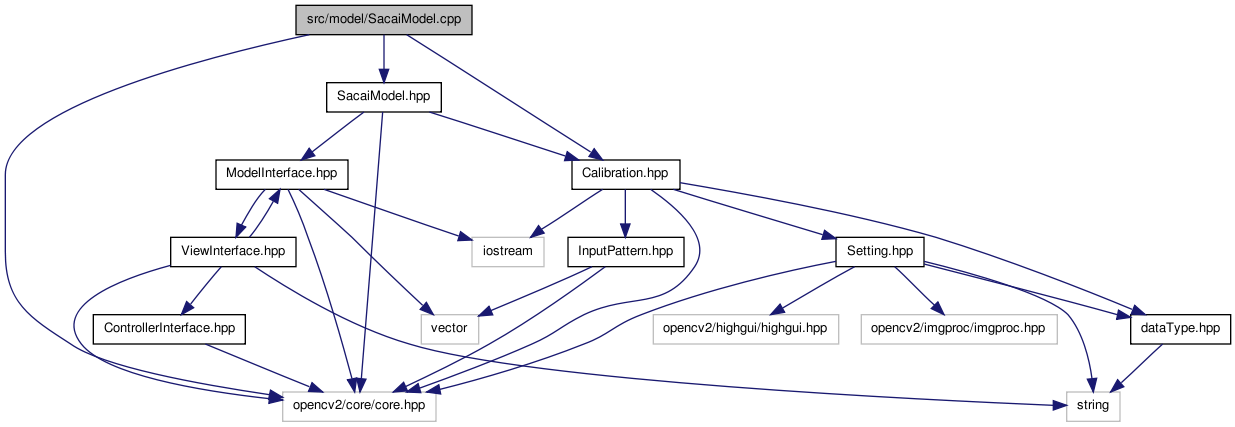 src/model/SacaiModel.cpp
SacaiModel.hpp
ModelInterface.hpp
Calibration.hpp
ViewInterface.hpp
iostream
InputPattern.hpp
Setting.hpp
ControllerInterface.hpp
vector
opencv2/highgui/highgui.hpp
opencv2/imgproc/imgproc.hpp
dataType.hpp
opencv2/core/core.hpp
string